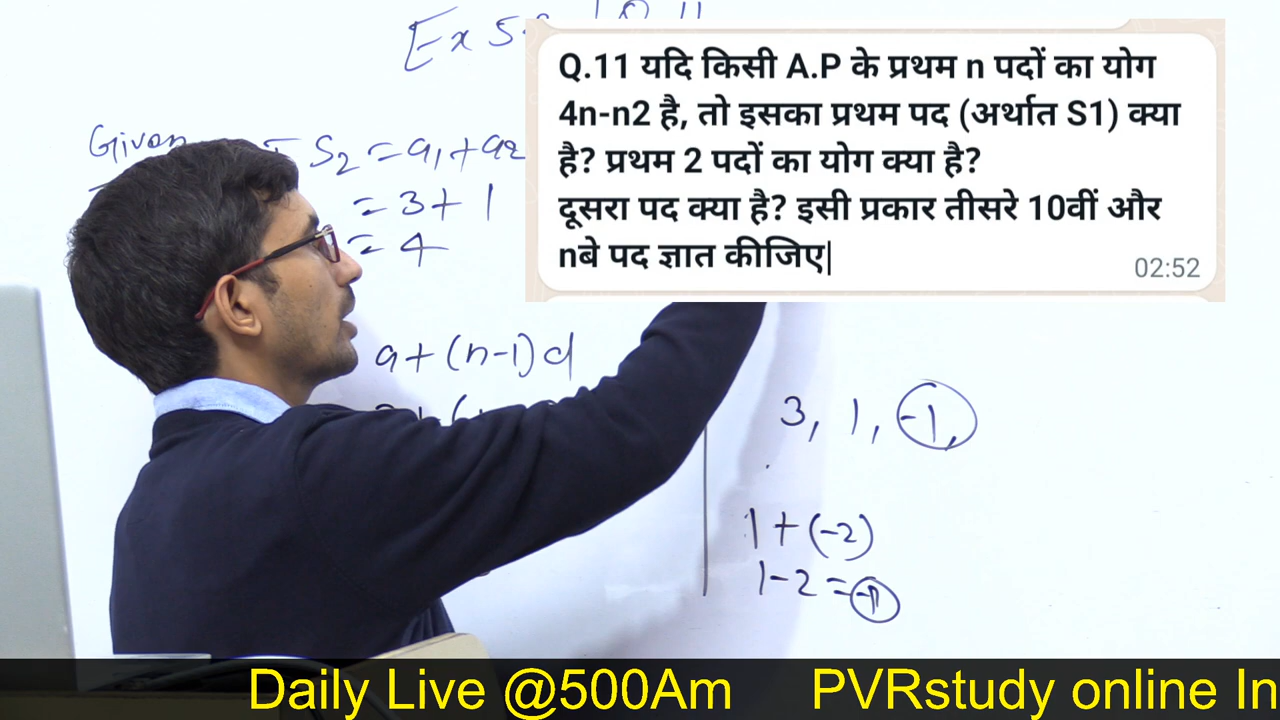 [Ex 5.
Q.11 यदि किसी A.P के प्रथम n पदों का योग
4n-n2 है, तो इसका प्रथम पद (अर्थात S1) क्या
है? प्रथम 2 पदों का योग क्या है?
दूसरा पद क्या है? इसी प्रकार तीसरे 10वीं और
nबे पद ज्ञात कीजिए|
02:52
Given
S2 = a1 + a2
= 3 + 1
= 4
a + (n-1) d
3, 1, -1,
1 + (-2)
1 - 2 = -1
Daily Live @500Am PVRstudy online In